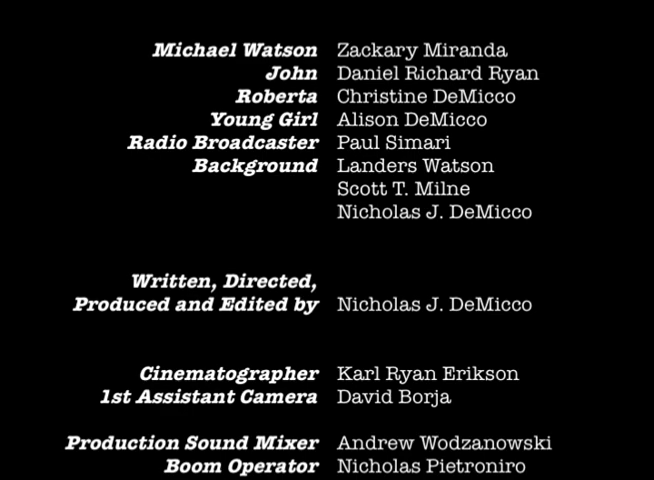 Michael Watson Zackary Miranda
John Daniel Richard Ryan
Roberta Christine DeMicco
Young Girl Alison DeMicco
Radio Broadcaster Paul Simari
Background Landers Watson
Scott T. Milne
Nicholas J. DeMicco
Written, Directed,
Produced and Edited by Nicholas J. DeMicco
Cinematographer Karl Ryan Erikson
1st Assistant Camera David Borja
Production Sound Mixer Andrew Wodzanowski
Boom Operator Nicholas Pietroniro